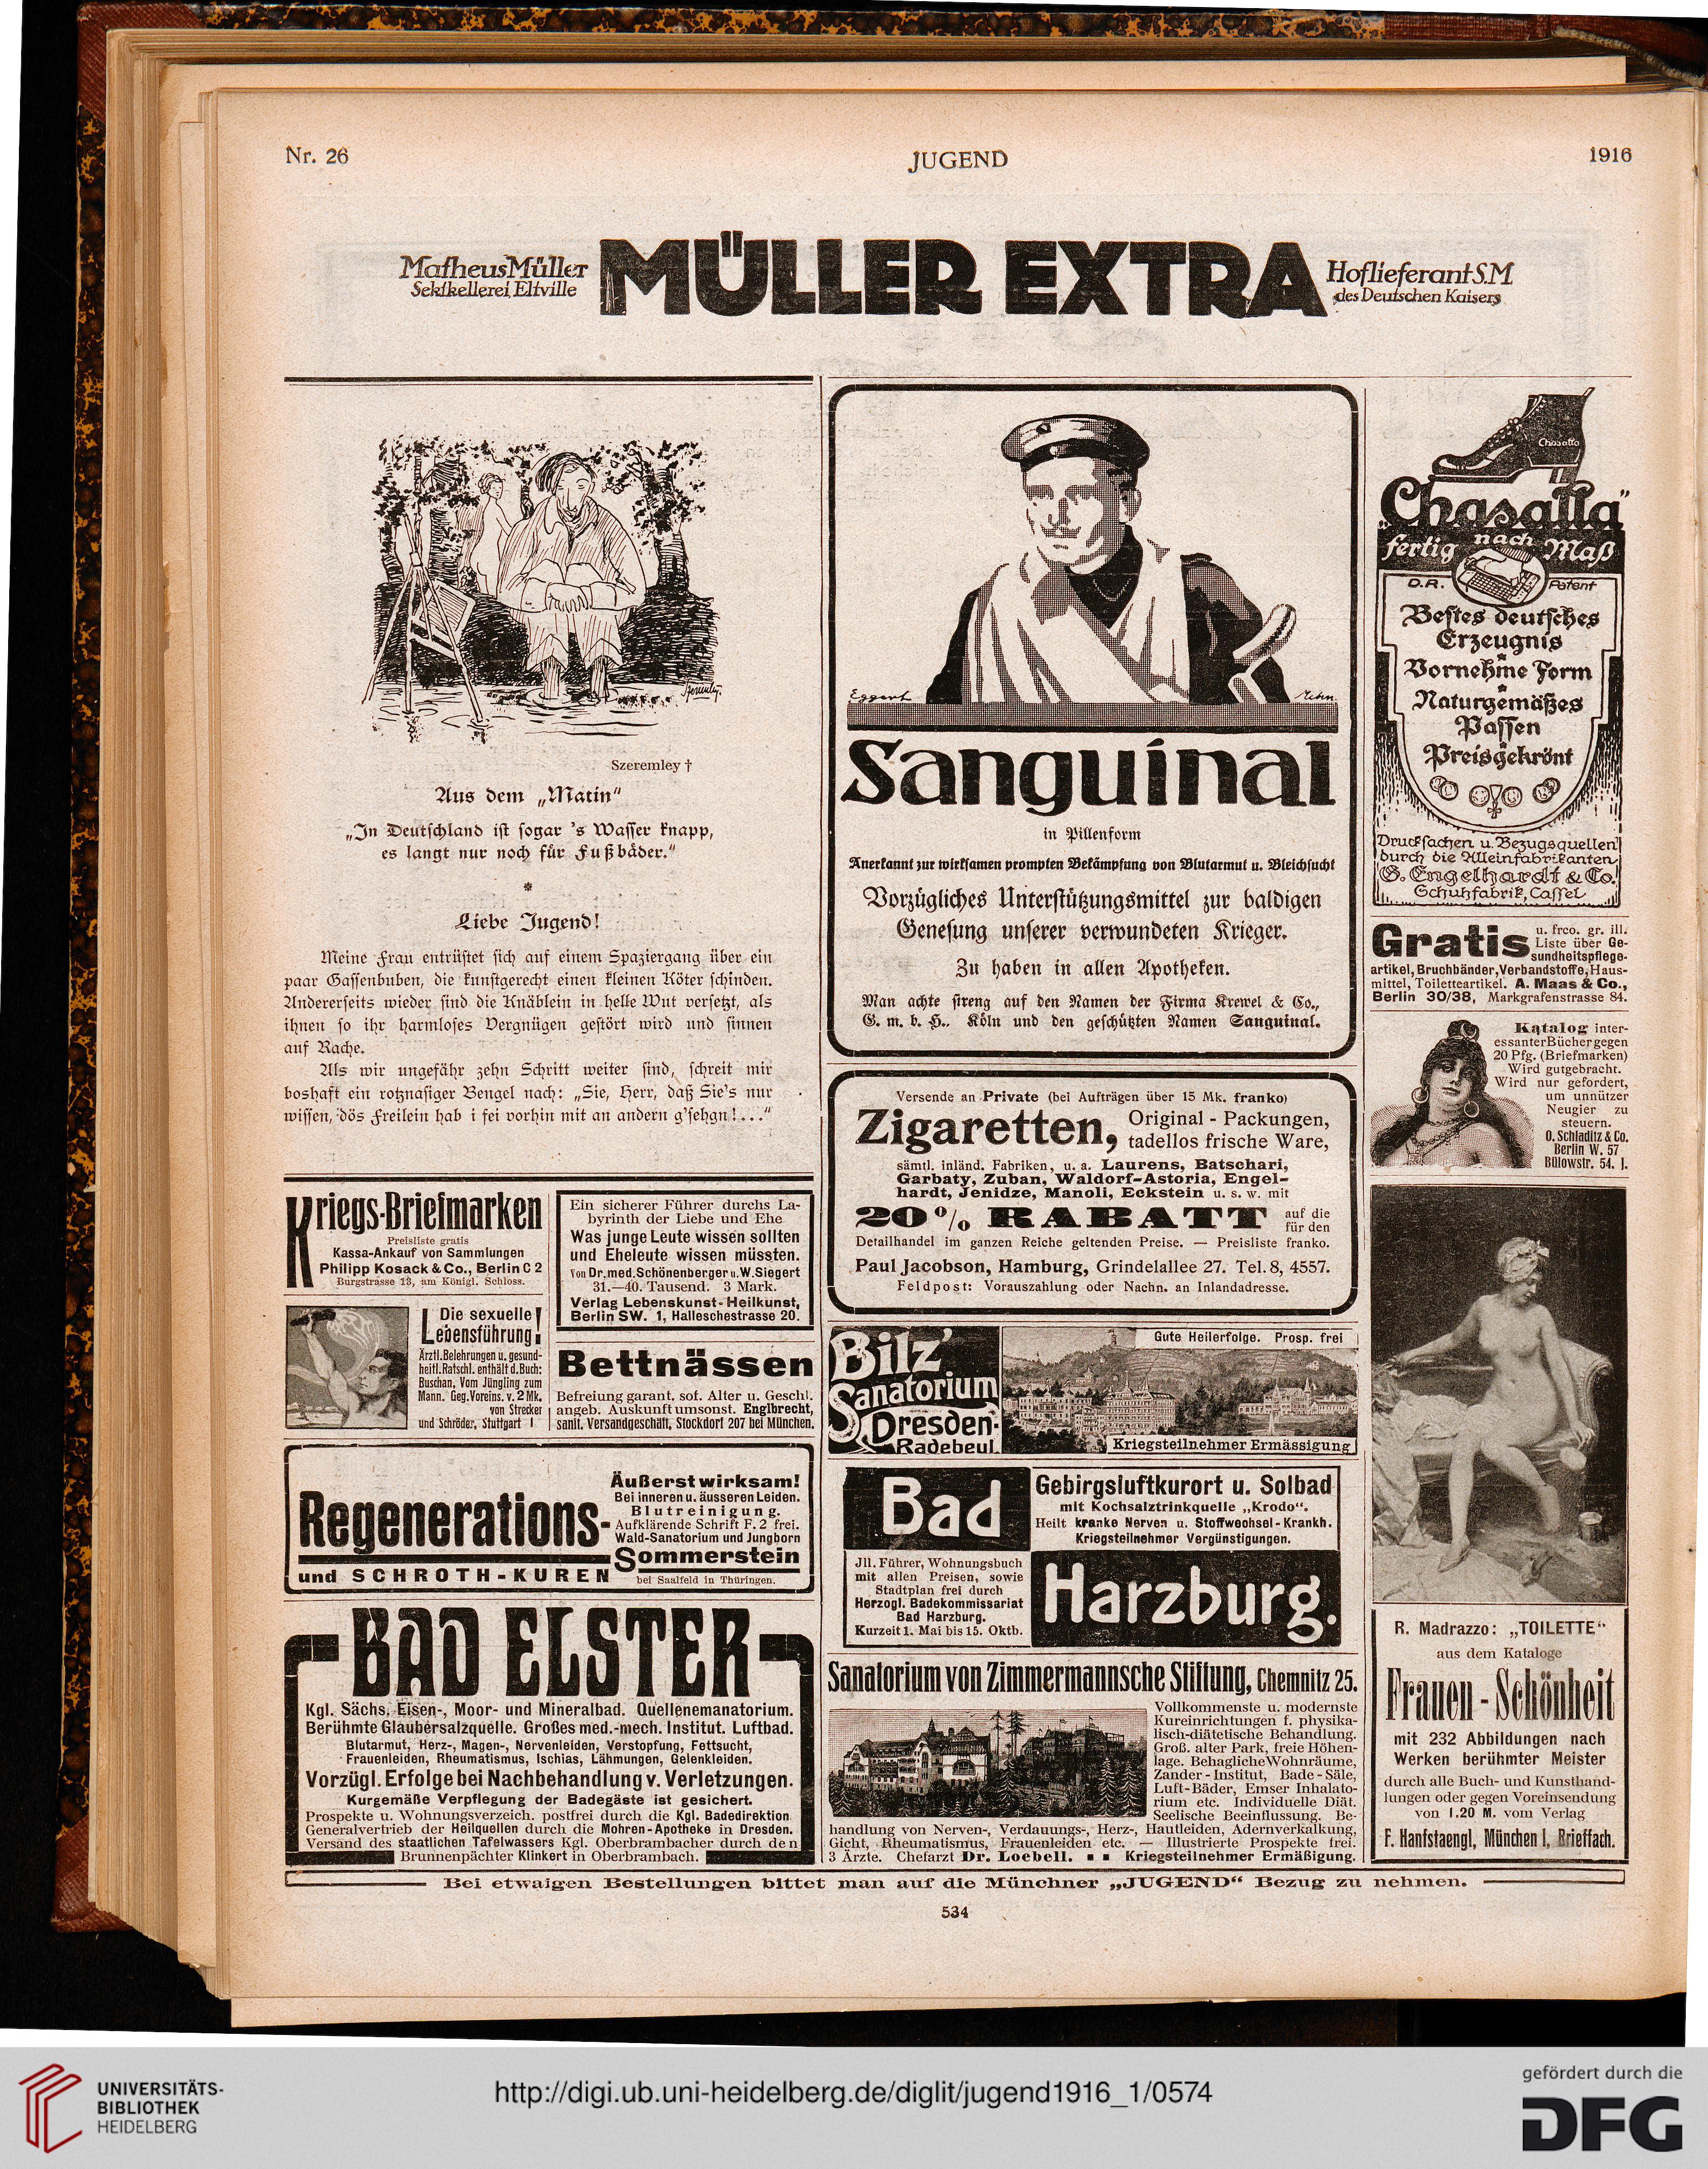 Nr. 26
JUGEND
1916
Matheus Müller
Sektkellerei, Eltville
MÜLLER EXTRA
Hoflieferant S.M
des Deutschen Kaisers
Szeremley †
Aus dem „Matin“
„In Deutschland ist sogar 's Wasser knapp,
es langt nur noch für Fußbäder.“
*
Liebe Jugend!
Meine Frau entrüstet sich auf einem Spaziergang über ein
paar Gassenbuben, die kunstgerecht einen kleinen Köter schinden.
Andererseits wieder sind die Knäblein in helle Wut versetzt, als
ihnen so ihr harmloses Vergnügen gestört wird und sinnen
auf Rache.
Als wir ungefähr zehn Schritt weiter sind, schreit mir
boshaft ein rotznasiger Bengel nach: „Sie, Herr, daß Sie's nur
wissen, dös Freilein hab i fei vorhin mit an andern g'sehgn!...“
Kriegs-Briefmarken
Preisliste gratis
Kassa-Ankauf von Sammlungen
Philipp Kosack & Co., Berlin C 2
Burgstrasse 13, am Königl. Schloss.
Ein sicherer Führer durchs La-
byrinth der Liebe und Ehe
Was junge Leute wissen sollten
und Eheleute wissen müssten.
Von Dr. med. Schönenberger u. W. Siegert
31.—40. Tausend. 3 Mark.
Verlag Lebenskunst-Heilkunst,
Berlin SW. 1, Halleschestrasse 20.
Die sexuelle
Lebensführung!
Ärztl. Belehrungen u. gesund-
heitl. Ratschl. enthält d. Buch:
Buschan, Vom Jüngling zum
Mann. Geg. Voreins. v. 2 Mk.
von Strecker
und Schröder, Stuttgart I
Bettnässen
Befreiung garant. sof. Alter u. Geschl.
angeb. Auskunft umsonst. Englbrecht,
sanit. Versandgeschäft, Stockdorf 207 bei München.
Regenerations-
und SCHROTH-KUREN
Äußerst wirksam!
Bei inneren u. äusseren Leiden.
Blutreinigung.
Aufklärende Schrift F. 2 frei.
Wald-Sanatorium und Jungborn
Sommerstein
bei Saalfeld in Thüringen.
BAD ELSTER
Kgl. Sächs. Eisen-, Moor- und Mineralbad. Quellenemanatorium.
Berühmte Glaubersalzquelle. Großes med.-mech. Institut. Luftbad.
Blutarmut, Herz-, Magen-, Nervenleiden, Verstopfung, Fettsucht,
Frauenleiden, Rheumatismus, Ischias, Lähmungen, Gelenkleiden.
Vorzügl. Erfolge bei Nachbehandlung v. Verletzungen.
Kurgemäße Verpflegung der Badegäste ist gesichert.
Prospekte u. Wohnungsverzeich. postfrei durch die Kgl. Badedirektion
Generalvertrieb der Heilquellen durch die Mohren-Apotheke in Dresden.
Versand des staatlichen Tafelwassers Kgl. Oberbrambacher durch den
Brunnenpächter Klinkert in Oberbrambach.
Eggert
Sanguinal
in Pillenform
Anerkannt zur wirksamen prompten Bekämpfung von Blutarmut u. Bleichsucht
Vorzügliches Unterstützungsmittel zur baldigen
Genesung unserer verwundeten Krieger.
Zu haben in allen Apotheken.
Man achte streng auf den Namen der Firma Krewel & Co.,
G. m. b. H.. Köln und den geschützten Namen Sanguinal.
Versende an Private (bei Aufträgen über 15 Mk. franko)
Zigaretten,
Original - Packungen,
tadellos frische Ware,
sämtl. inländ. Fabriken, u. a. Laurens, Batschari,
Garbaty, Zuban, Waldorf-Astoria, Engel-
hardt, Jenidze, Manoli, Eckstein u. s. w. mit
20% RABATT
auf die
für den
Detailhandel im ganzen Reiche geltenden Preise. — Preisliste franko.
Paul Jacobson, Hamburg, Grindelallee 27. Tel. 8, 4557.
Feldpost: Vorauszahlung oder Nachn. an Inlandadresse.
Bilz'
Sanatorium
Dresden-
Radebeul.
Gute Heilerfolge. Prosp. frei
Kriegsteilnehmer Ermässigung
Bad
Gebirgsluftkurort u. Solbad
mit Kochsalztrinkquelle „Krodo“.
Heilt kranke Nerven u. Stoffwechsel-Krankh.
Kriegsteilnehmer Vergünstigungen.
Jll. Führer, Wohnungsbuch
mit allen Preisen, sowie
Stadtplan frei durch
Herzogl. Badekommissariat
Bad Harzburg.
Kurzeit 1. Mai bis 15. Oktb.
Harzburg.
Sanatorium von Zimmermannsche Stiftung, Chemnitz 25.
Vollkommenste u. modernste
Kureinrichtungen f. physika-
lisch-diätetische Behandlung.
Groß. alter Park, freie Höhen-
lage. Behagliche Wohnräume,
Zander-Institut, Bade-Säle,
Luft-Bäder, Emser Inhalato-
rium etc. Individuelle Diät.
Seelische Beeinflussung. Be-
handlung von Nerven-, Verdauungs-, Herz-, Hautleiden, Adernverkalkung,
Gicht, Rheumatismus, Frauenleiden etc. — Illustrierte Prospekte frei.
3 Ärzte. Chefarzt Dr. Loebell. ▪ ▪ Kriegsteilnehmer Ermäßigung.
Chasalla
„Chasalla“
fertig nach Maß
D.R. Patent
Bestes deutsches
Erzeugnis
*
Vornehme Form
*
Naturgemäßes
Passen
*
Preisgekrönt
Drucksachen u. Bezugsquellen
durch die Alleinfabrikanten
G. Engelhardt & Co.
Schuhfabrik, Cassel
Gratis
u. frco. gr. ill.
Liste über Ge-
sundheitspflege-
artikel, Bruchbänder, Verbandstoffe, Haus-
mittel, Toiletteartikel. A. Maas & Co.,
Berlin 30/38, Markgrafenstrasse 84.
Katalog inter-
essanter Bücher gegen
20 Pfg. (Briefmarken)
Wird gutgebracht.
Wird nur gefordert,
um unnützer
Neugier zu
steuern.
O. Schladitz & Co.
Berlin W. 57
Bülowstr. 54. J.
R. Madrazzo: „TOILETTE“
aus dem Kataloge
Frauen-Schönheit
mit 232 Abbildungen nach
Werken berühmter Meister
durch alle Buch- und Kunsthand-
lungen oder gegen Voreinsendung
von 1.20 M. vom Verlag
F. Hanfstaengl, München I, Brieffach.
Bei etwaigen Bestellungen bittet man auf die Münchner „JUGEND“ Bezug zu nehmen.
534
UNIVERSITÄTS-
BIBLIOTHEK
HEIDELBERG
http://digi.ub.uni-heidelberg.de/diglit/jugend1916_1/0574
gefördert durch die
DFG